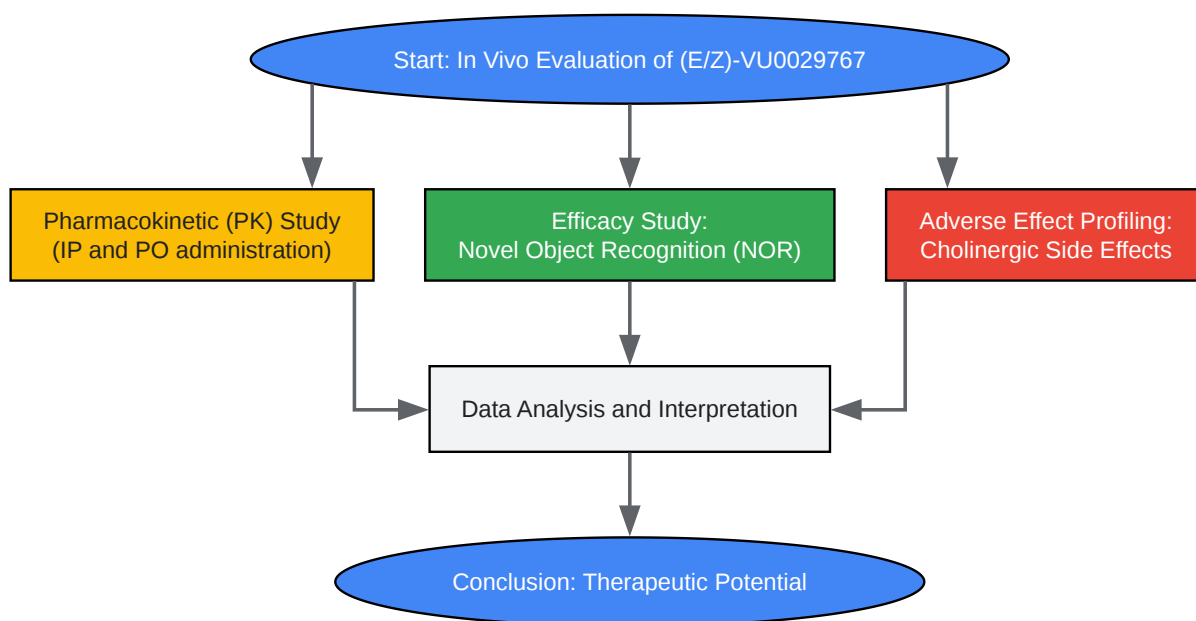 Start: In Vivo Evaluation of (E/Z)-VU0029767
Pharmacokinetic (PK) Study
(IP and PO administration)
Efficacy Study:
Novel Object Recognition (NOR)
Adverse Effect Profiling:
Cholinergic Side Effects
Data Analysis and Interpretation
Conclusion: Therapeutic Potential